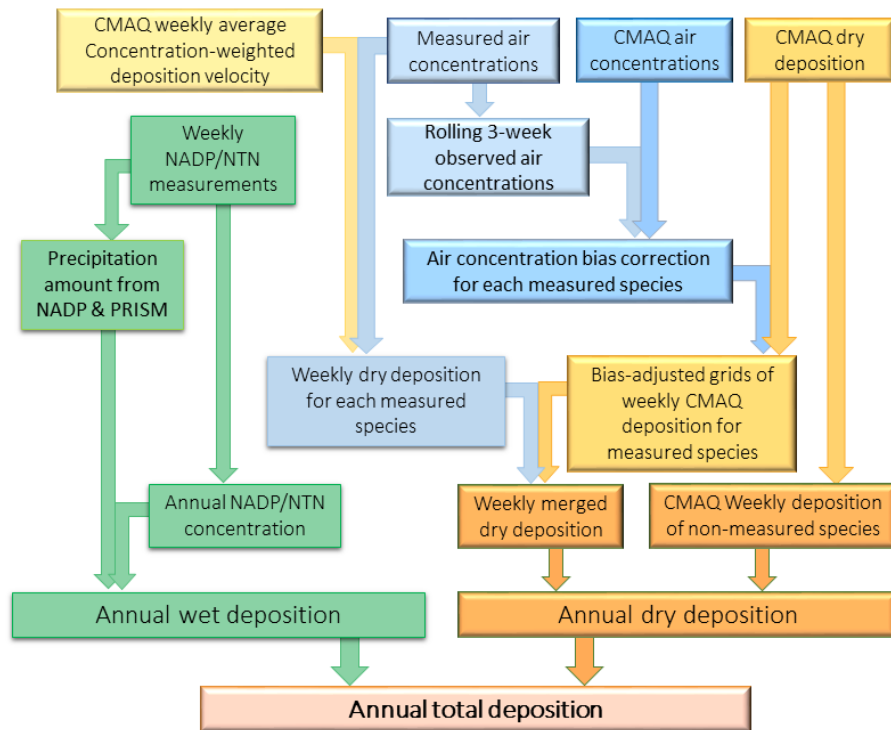 CMAQ weekly average
Concentration-weighted
deposition velocity
Measured air
concentrations
CMAQ air
concentrations
CMAQ dry
deposition
Weekly
NADP/NTN
measurements
Rolling 3-week
observed air
concentrations
Precipitation
amount from
NADP & PRISM
Air concentration bias correction
for each measured species
Weekly dry deposition
for each measured
species
Bias-adjusted grids of
weekly CMAQ
deposition for
measured species
Annual NADP/NTN
concentration
Weekly merged
dry deposition
CMAQ Weekly deposition
of non-measured species
Annual wet deposition
Annual dry deposition
Annual total deposition